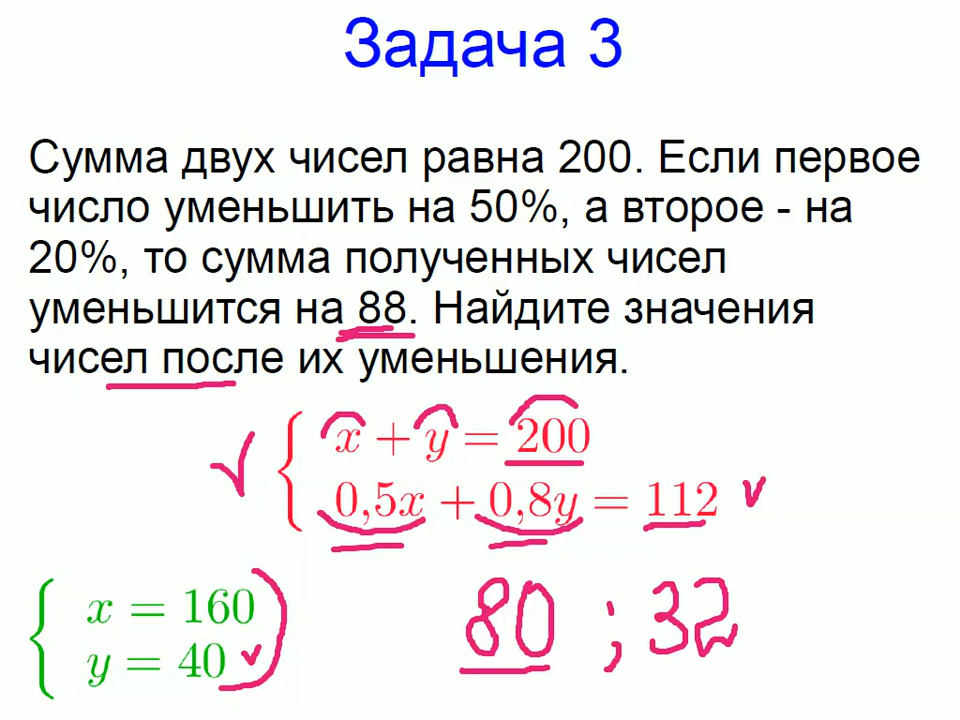 Задача 3
Сумма двух чисел равна 200. Если первое
число уменьшить на 50%, а второе - на
20%, то сумма полученных чисел
уменьшится на 88. Найдите значения
чисел после их уменьшения.
x + y = 200
0,5x + 0,8y = 112
x = 160
y = 40
80 ; 32